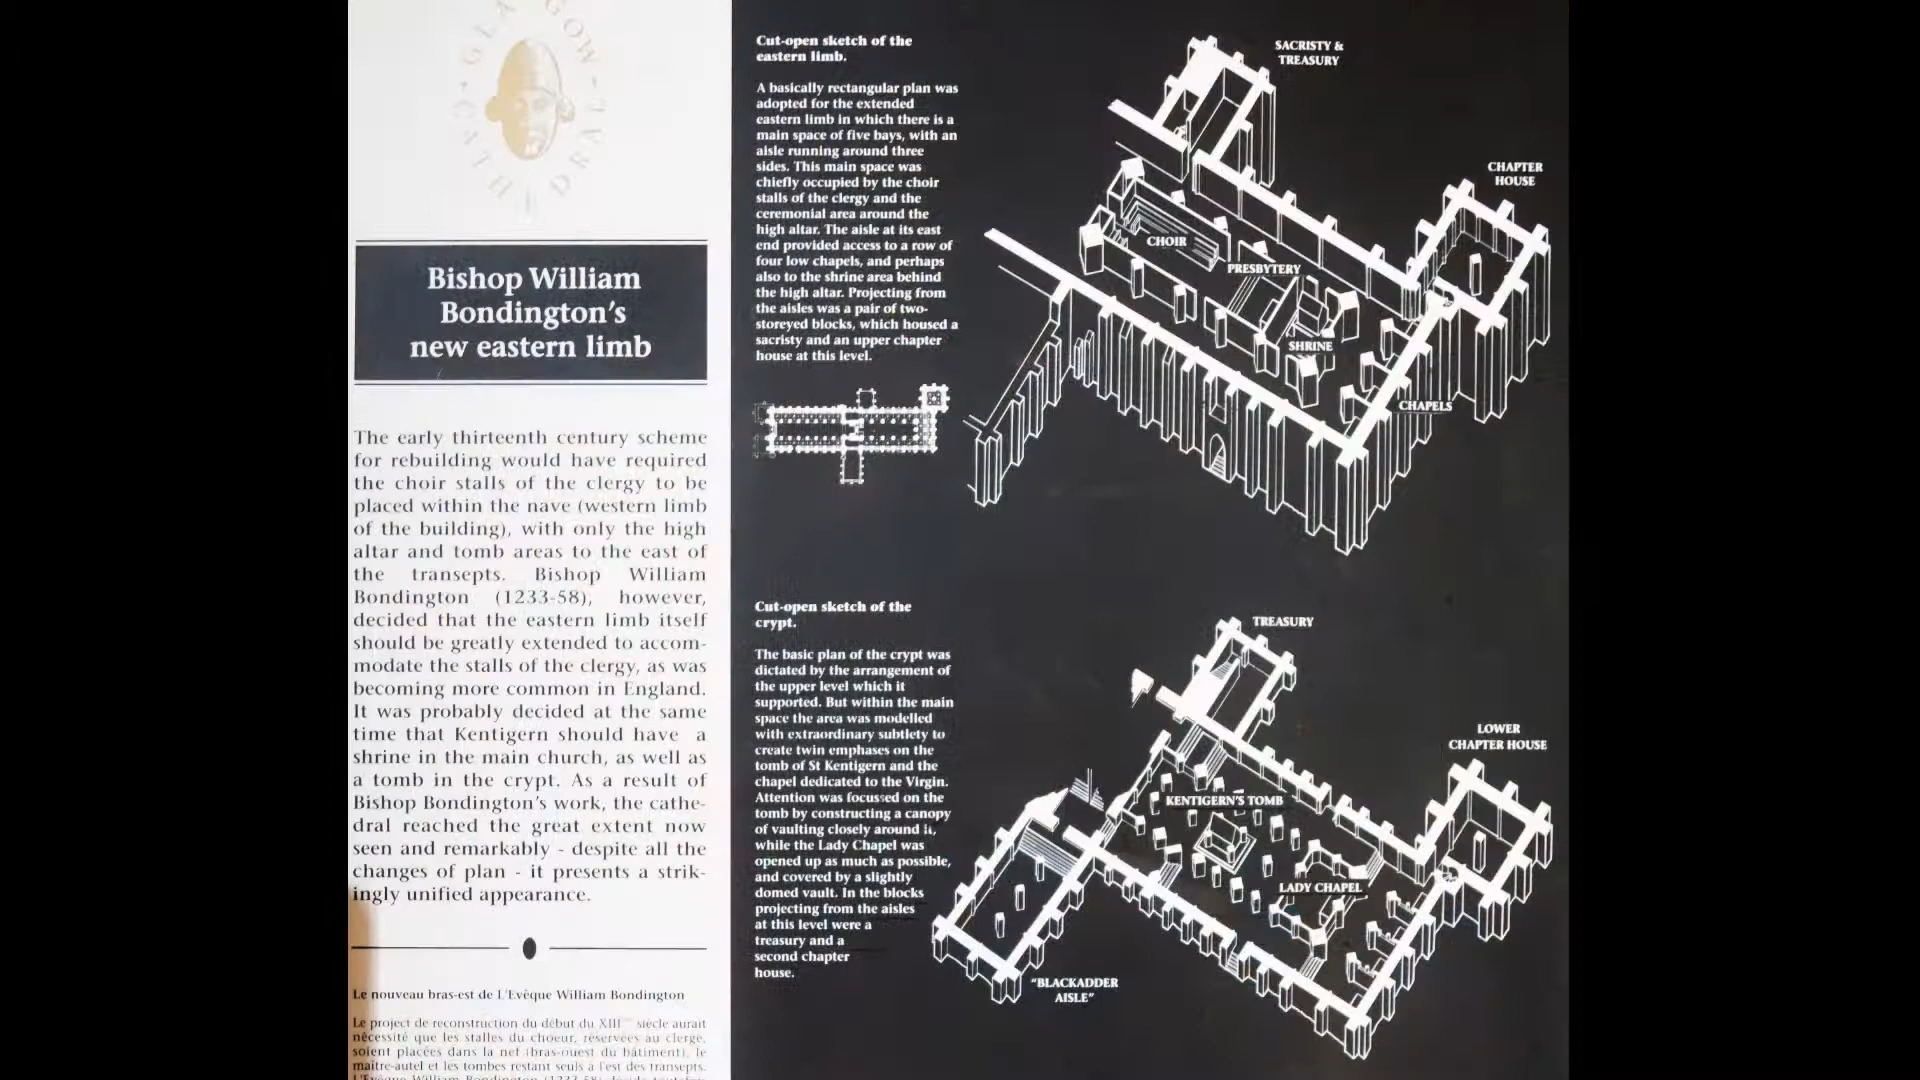 GLASGOW CATHEDRAL
Bishop William
Bondington's
new eastern limb
The early thirteenth century scheme
for rebuilding would have required
the choir stalls of the clergy to be
placed within the nave (western limb
of the building), with only the high
altar and tomb areas to the east of
the transepts. Bishop William
Bondington (1233-58), however,
decided that the eastern limb itself
should be greatly extended to accom-
modate the stalls of the clergy, as was
becoming more common in England.
It was probably decided at the same
time that Kentigern should have a
shrine in the main church, as well as
a tomb in the crypt. As a result of
Bishop Bondington's work, the cathe-
dral reached the great extent now
seen and remarkably - despite all the
changes of plan - it presents a strik-
ingly unified appearance.
Le nouveau bras-est de L'Evêque William Bondington
Le project de reconstruction du début du XIII siècle aurait
nécessité que les stalles du choeur, réservées au clergé,
soient placées dans la nef (bras-ouest du bâtiment), le
maître-autel et les tombes restant seuls à l'est des transepts.
L'Evêque William Bondington (1233-58)
Cut-open sketch of the
eastern limb.
A basically rectangular plan was
adopted for the extended
eastern limb in which there is a
main space of five bays, with an
aisle running around three
sides. This main space was
chiefly occupied by the choir
stalls of the clergy and the
ceremonial area around the
high altar. The aisle at its east
end provided access to a row of
four low chapels, and perhaps
also to the shrine area behind
the high altar. Projecting from
the aisles was a pair of two-
storeyed blocks, which housed a
sacristy and an upper chapter
house at this level.
SACRISTY &
TREASURY
CHAPTER
HOUSE
CHOIR
PRESBYTERY
SHRINE
CHAPELS
Cut-open sketch of the
crypt.
The basic plan of the crypt was
dictated by the arrangement of
the upper level which it
supported. But within the main
space the area was modelled
with extraordinary subtlety to
create twin emphases on the
tomb of St Kentigern and the
chapel dedicated to the Virgin.
Attention was focussed on the
tomb by constructing a canopy
of vaulting closely around it,
while the Lady Chapel was
opened up as much as possible,
and covered by a slightly
domed vault. In the blocks
projecting from the aisles
at this level were a
treasury and a
second chapter
house.
TREASURY
LOWER
CHAPTER HOUSE
KENTIGERN'S TOMB
LADY CHAPEL
"BLACKADDER
AISLE"